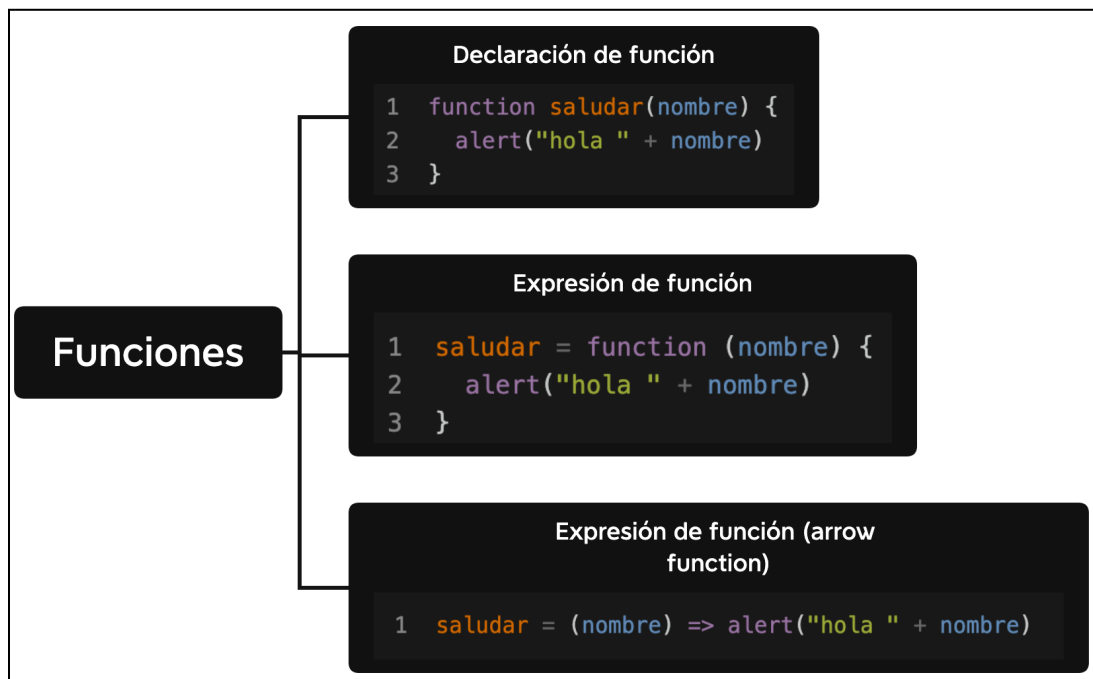 Funciones
Declaración de función
1 function saludar(nombre) {
2   alert("hola " + nombre)
3 }
Expresión de función
1 saludar = function (nombre) {
2   alert("hola " + nombre)
3 }
Expresión de función (arrow
function)
1 saludar = (nombre) => alert("hola " + nombre)